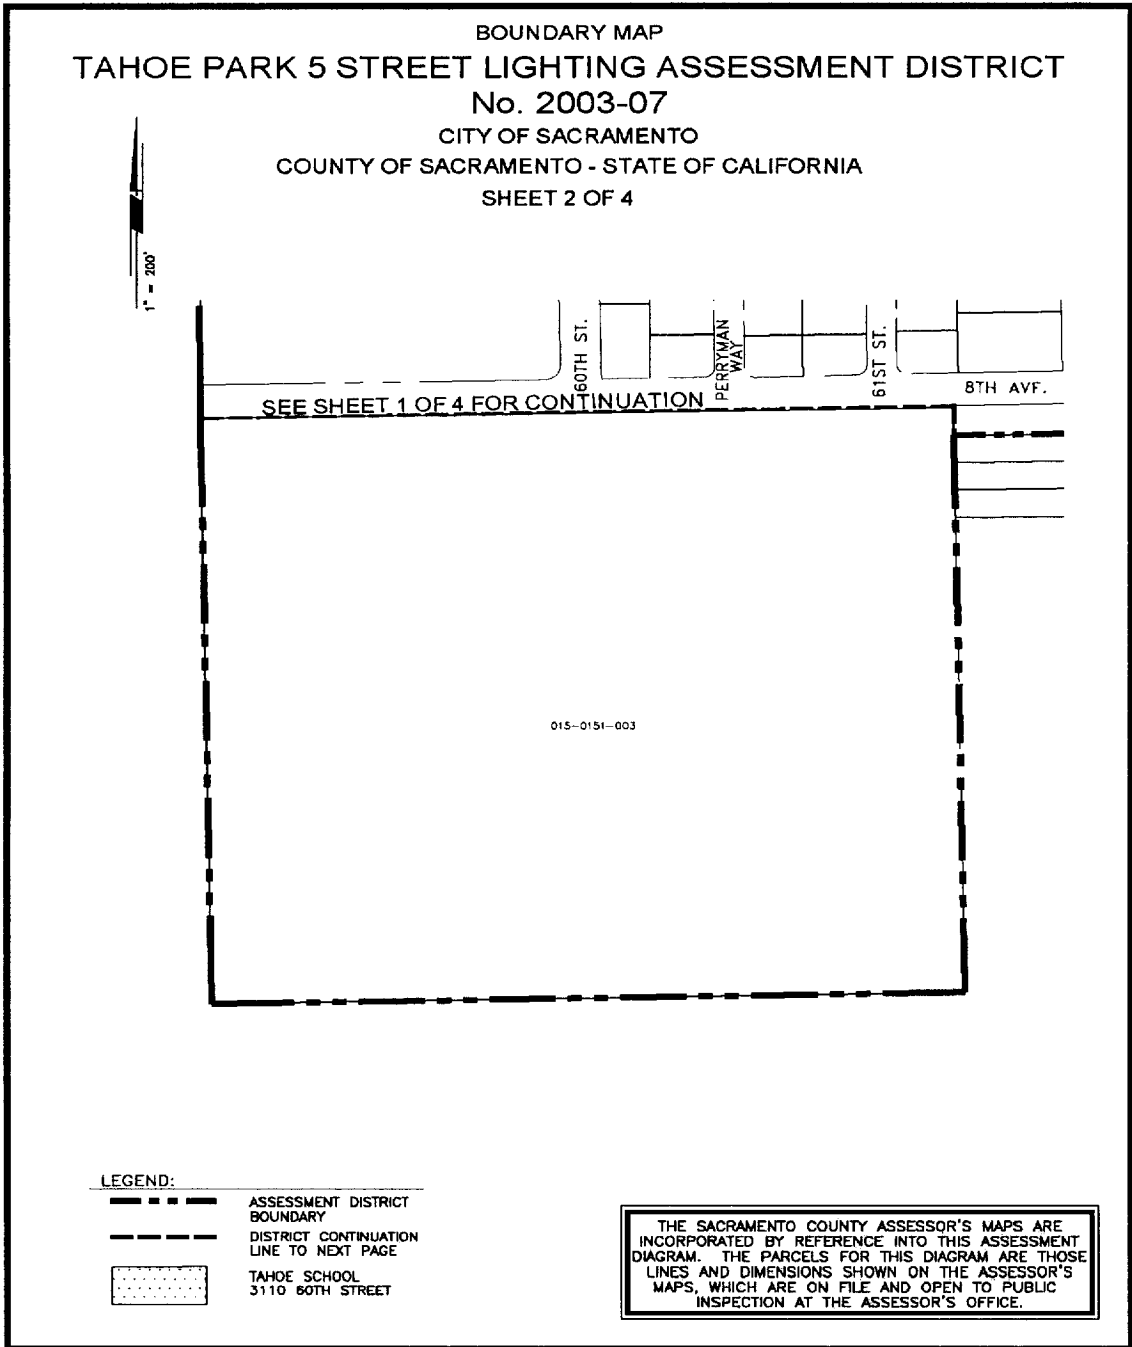 BOUNDARY MAP
TAHOE PARK 5 STREET LIGHTING ASSESSMENT DISTRICT
No. 2003-07
CITY OF SACRAMENTO
COUNTY OF SACRAMENTO - STATE OF CALIFORNIA
SHEET 2 OF 4
1" = 200'
60TH ST.
PERRYMAN
WAY
61ST ST.
8TH AVE.
SEE SHEET 1 OF 4 FOR CONTINUATION
015-0151-003
LEGEND:
ASSESSMENT DISTRICT
BOUNDARY
DISTRICT CONTINUATION
LINE TO NEXT PAGE
TAHOE SCHOOL
3110 60TH STREET
THE SACRAMENTO COUNTY ASSESSOR'S MAPS ARE
INCORPORATED BY REFERENCE INTO THIS ASSESSMENT
DIAGRAM. THE PARCELS FOR THIS DIAGRAM ARE THOSE
LINES AND DIMENSIONS SHOWN ON THE ASSESSOR'S
MAPS, WHICH ARE ON FILE AND OPEN TO PUBLIC
INSPECTION AT THE ASSESSOR'S OFFICE.